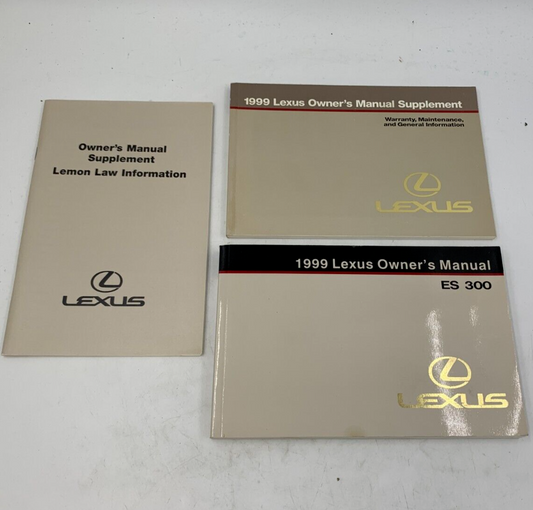 Owner's Manual
Supplement
Lemon Law Information
LEXUS
1999 Lexus Owner's Manual Supplement
Warranty, Maintenance,
and General Information
LEXUS
1999 Lexus Owner's Manual
ES 300
LEXUS